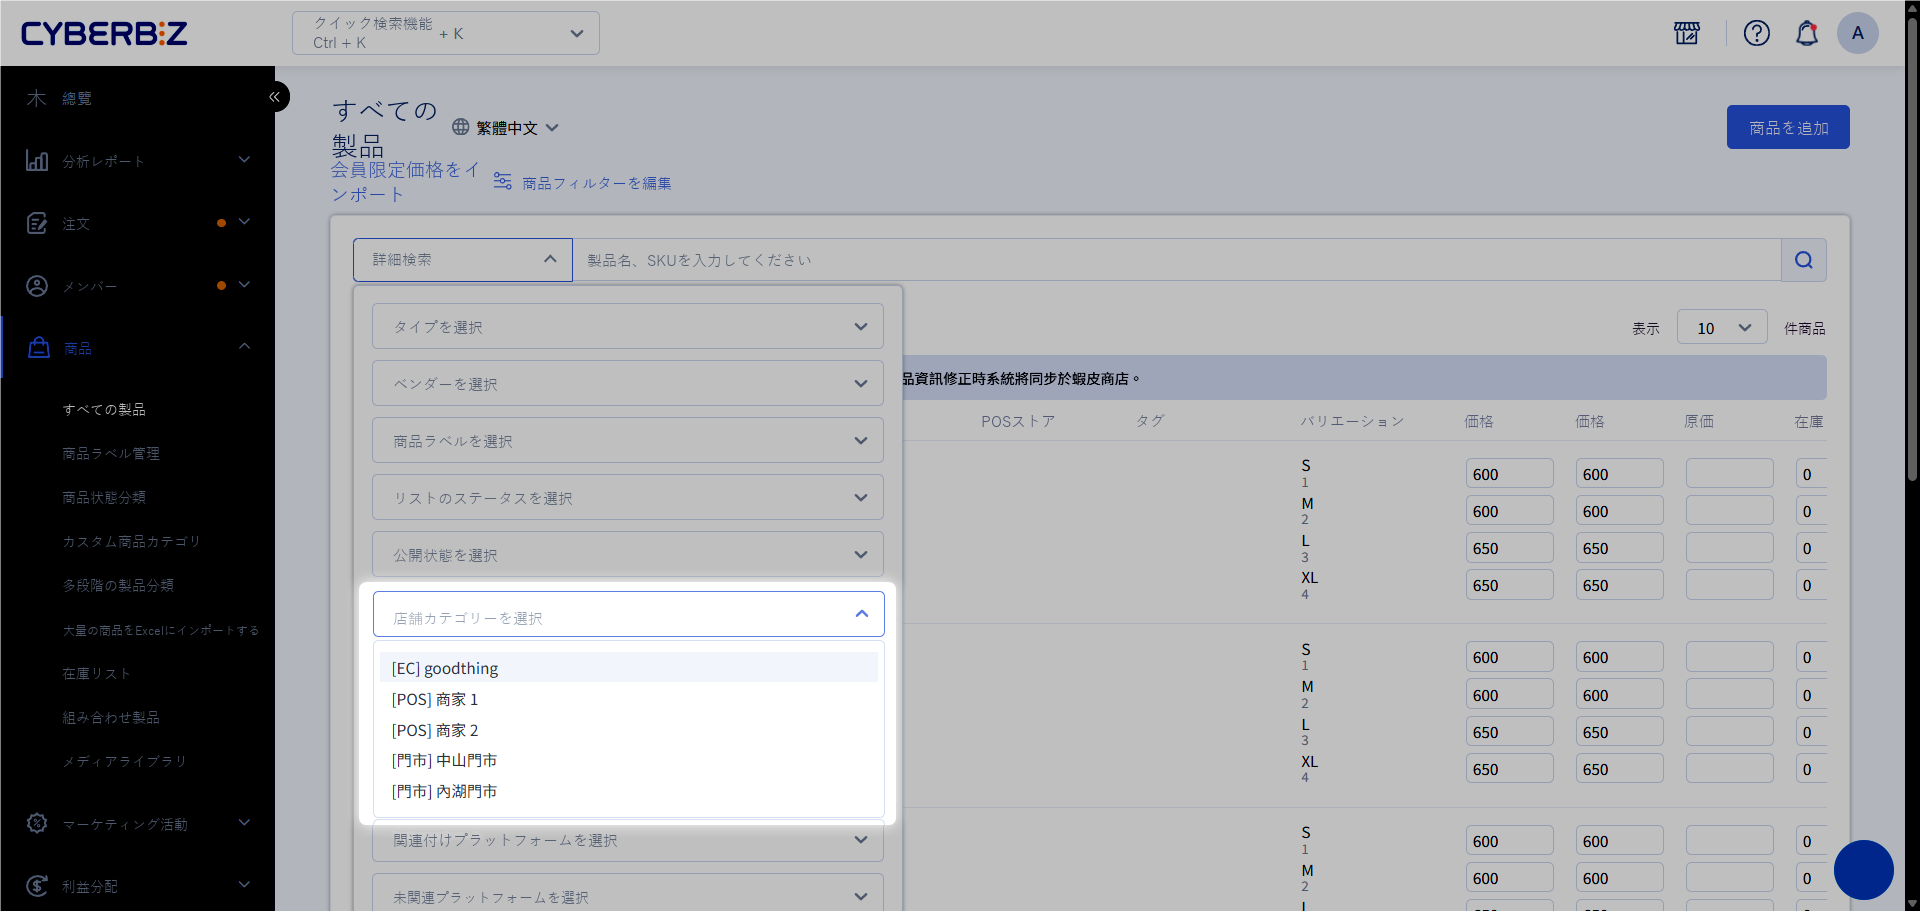 CYBERBIZ
クイック検索機能
Ctrl + K
+ K
A
木 總覽
分析レポート
注文
メンバー
商品
すべての製品
商品ラベル管理
商品状態分類
カスタム商品カテゴリ
多段階の製品分類
大量の商品をExcelにインポートする
在庫リスト
組み合わせ製品
メディアライブラリ
マーケティング活動
利益分配
すべての
製品
繁體中文
商品を追加
会員限定価格をイ
ンポート
商品フィルターを編集
詳細検索
製品名、SKUを入力してください
表示 10 件商品
タイプを選択
ベンダーを選択
商品ラベルを選択
リストのステータスを選択
公開状態を選択
店舗カテゴリーを選択
[EC] goodthing
[POS] 商家 1
[POS] 商家 2
[門市] 中山門市
[門市] 內湖門市
関連付けプラットフォームを選択
未関連プラットフォームを選択
品資訊修正時系統將同步於蝦皮商店。
POSストア タグ バリエーション 価格 価格 原価 在庫
S 600 600 0
1
M 600 600 0
2
L 650 650 0
3
XL 650 650 0
4
S 600 600 0
1
M 600 600 0
2
L 650 650 0
3
XL 650 650 0
4
S 600 600 0
1
M 600 600 0
2